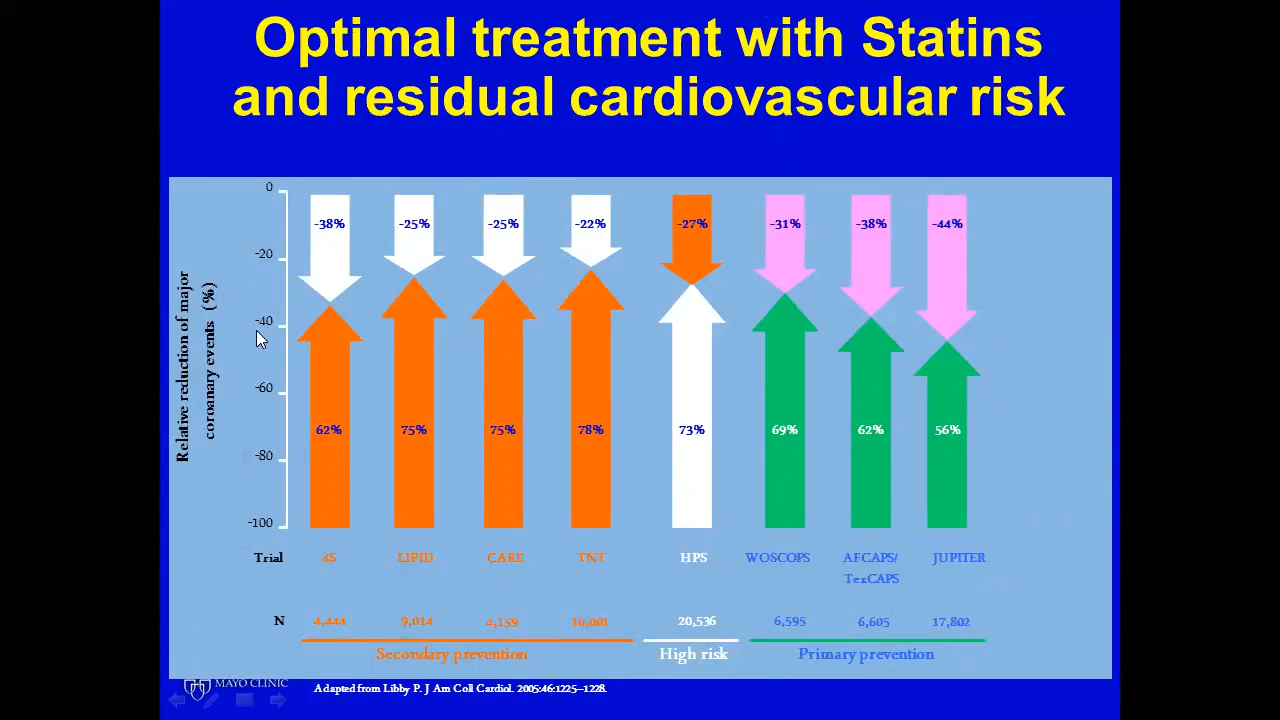 Optimal treatment with Statins
and residual cardiovascular risk
Relative reduction of major
coroanary events (%)
0
-20
-40
-60
-80
-100
-38% -25% -25% -22% -27% -31% -38% -44%
62% 75% 75% 78% 73% 69% 62% 56%
Trial 4S LIPID CARE TNT HPS WOSCOPS AFCAPS/ JUPITER
TexCAPS
N 4,444 9,014 4,159 10,001 20,536 6,595 6,605 17,802
Secondary prevention High risk Primary prevention
MAYO CLINIC
Adapted from Libby P. J Am Coll Cardiol. 2005:46:1225–1228.